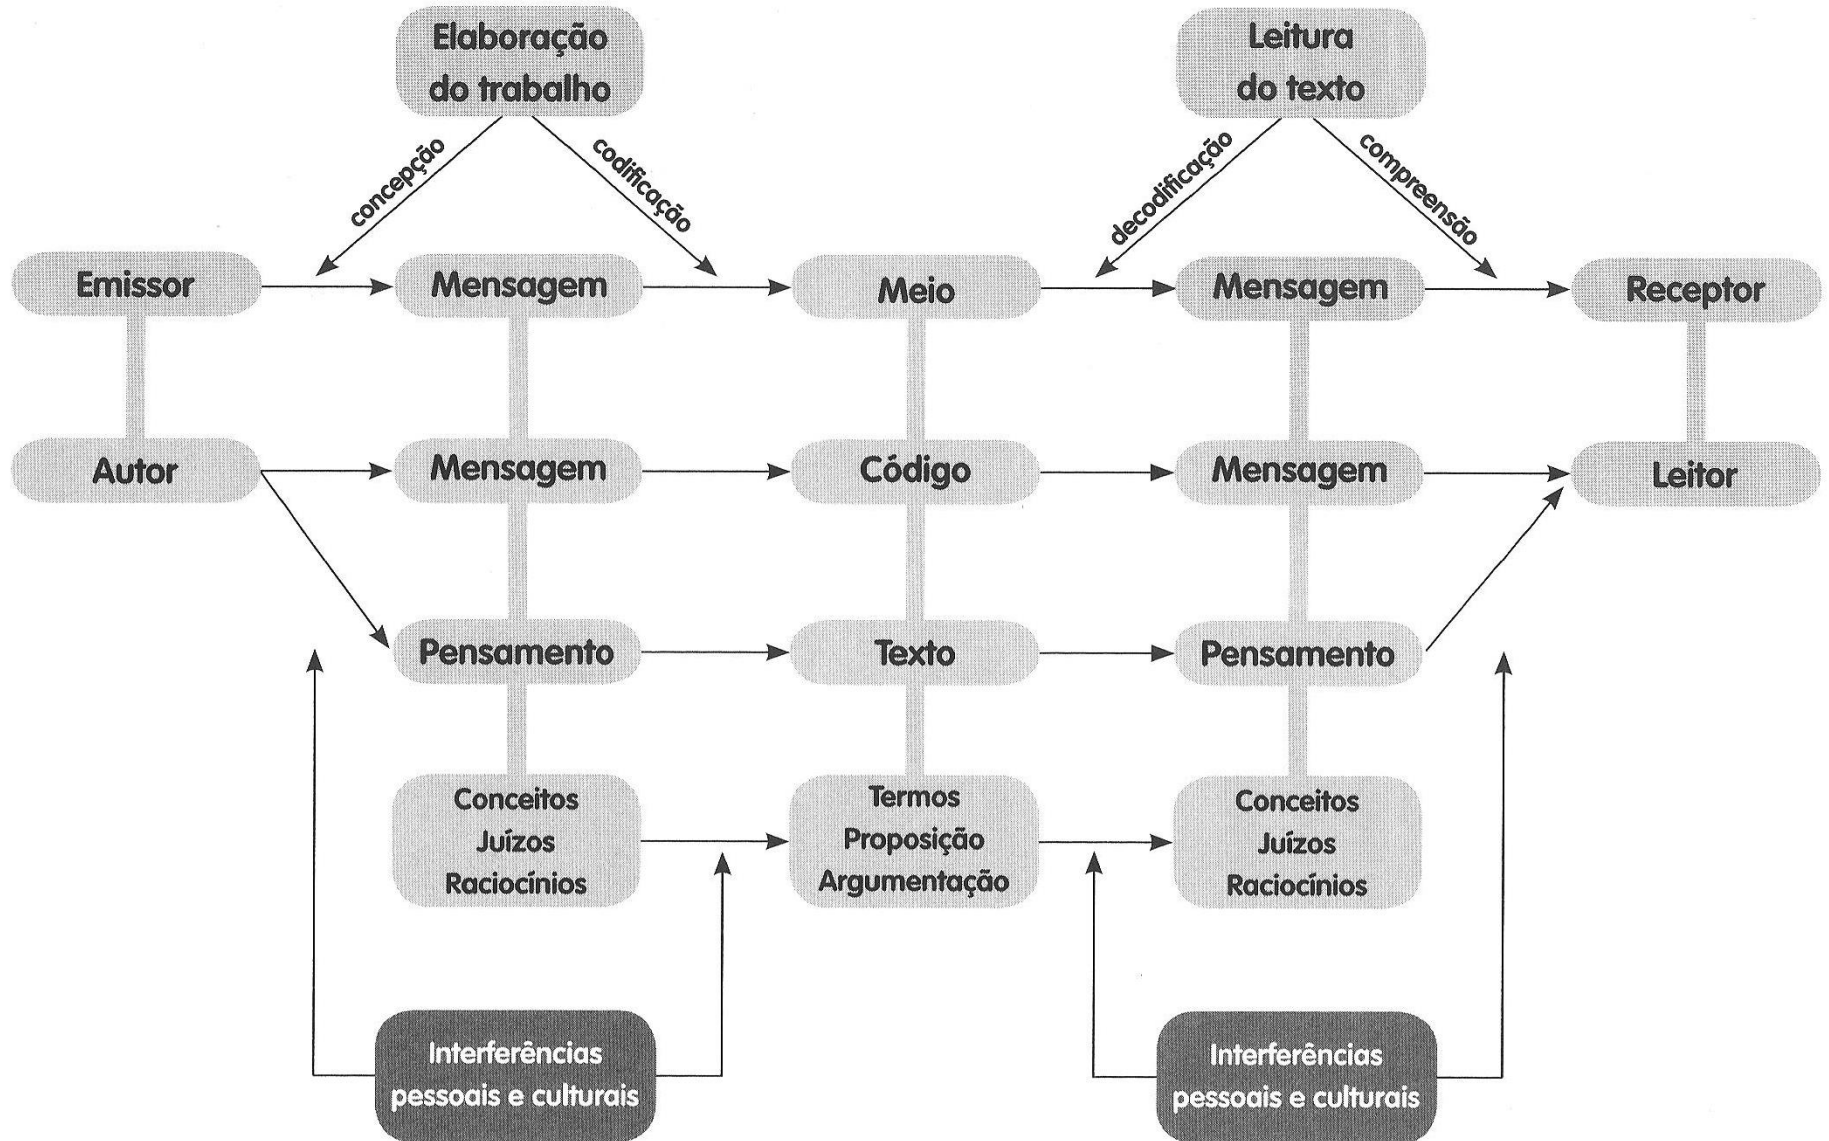 Elaboração
do trabalho
Leitura
do texto
concepção
codificação
decodificação
compreensão
Emissor
Mensagem
Meio
Mensagem
Receptor
Autor
Mensagem
Código
Mensagem
Leitor
Pensamento
Texto
Pensamento
Conceitos
Juízos
Raciocínios
Termos
Proposição
Argumentação
Conceitos
Juízos
Raciocínios
Interferências
pessoais e culturais
Interferências
pessoais e culturais